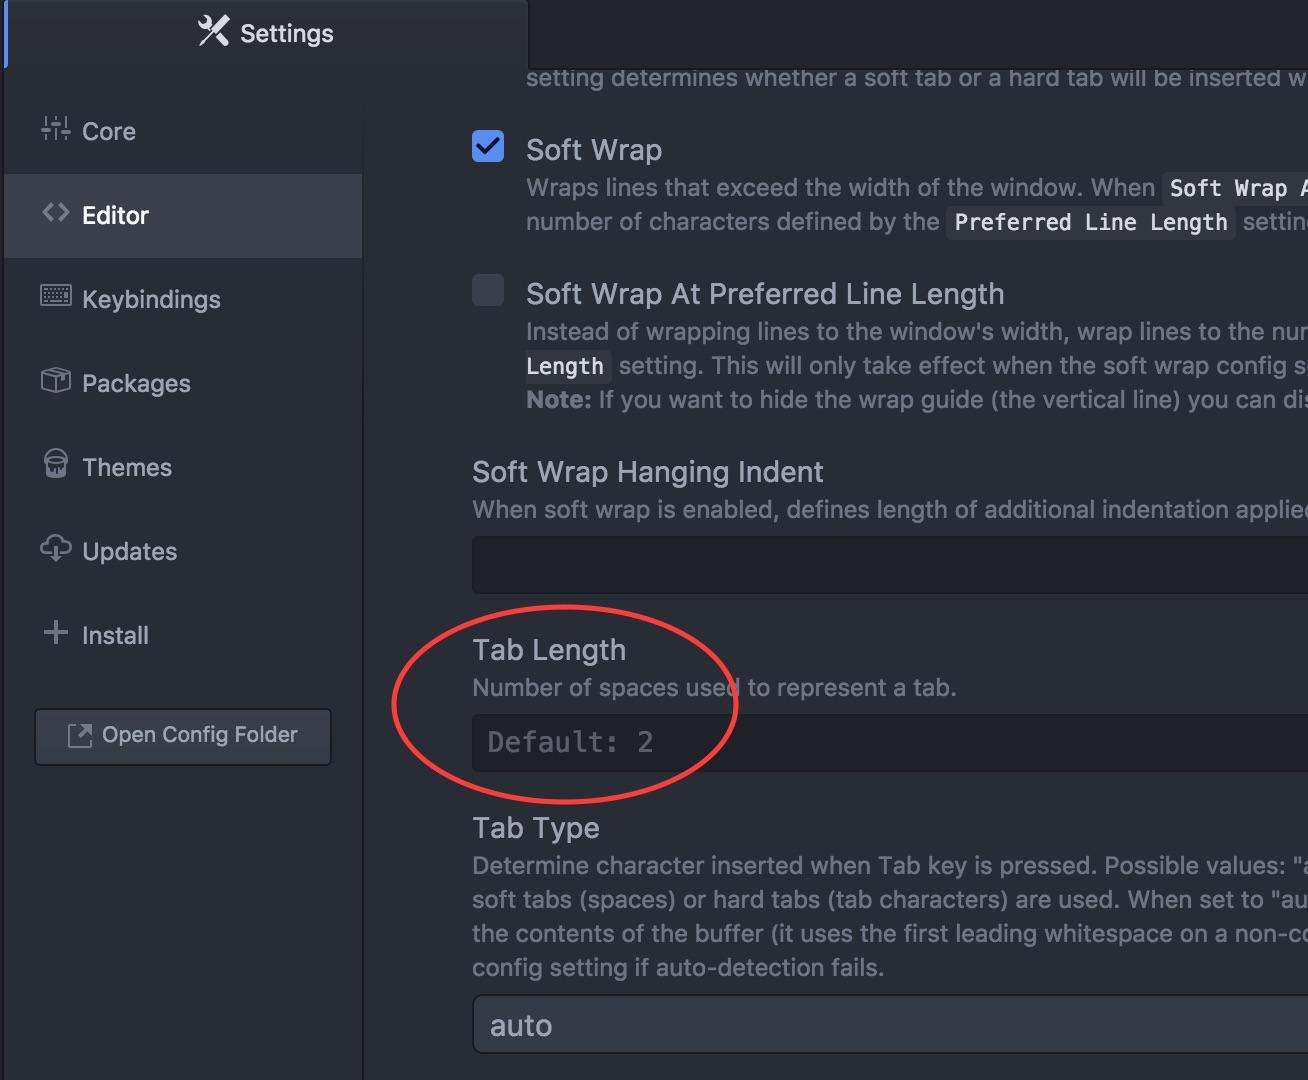 Settings
setting determines whether a soft tab or a hard tab will be inserted w
Core
Editor
Keybindings
Packages
Themes
Updates
Install
Open Config Folder
Soft Wrap
Wraps lines that exceed the width of the window. When Soft Wrap A
number of characters defined by the Preferred Line Length settin
Soft Wrap At Preferred Line Length
Instead of wrapping lines to the window's width, wrap lines to the nu
Length setting. This will only take effect when the soft wrap config s
Note: If you want to hide the wrap guide (the vertical line) you can di
Soft Wrap Hanging Indent
When soft wrap is enabled, defines length of additional indentation applie
Tab Length
Number of spaces used to represent a tab.
Default: 2
Tab Type
Determine character inserted when Tab key is pressed. Possible values: "a
soft tabs (spaces) or hard tabs (tab characters) are used. When set to "au
the contents of the buffer (it uses the first leading whitespace on a non-c
config setting if auto-detection fails.
auto